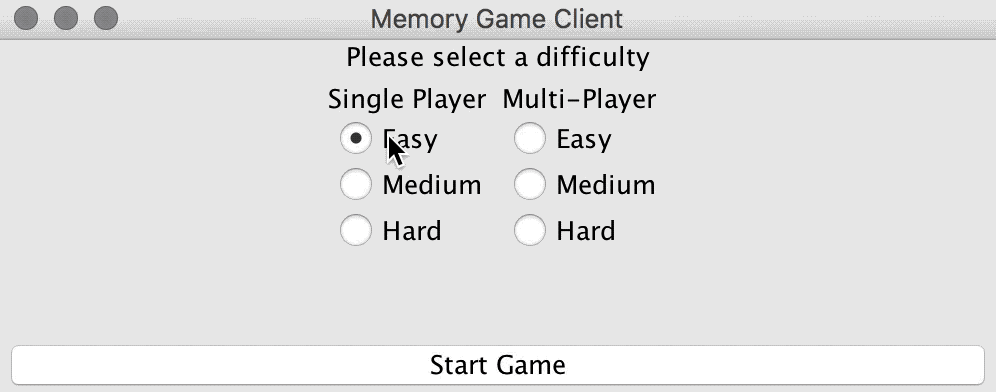 Memory Game Client
Please select a difficulty
Single Player Multi-Player
Easy Easy
Medium Medium
Hard Hard
Start Game